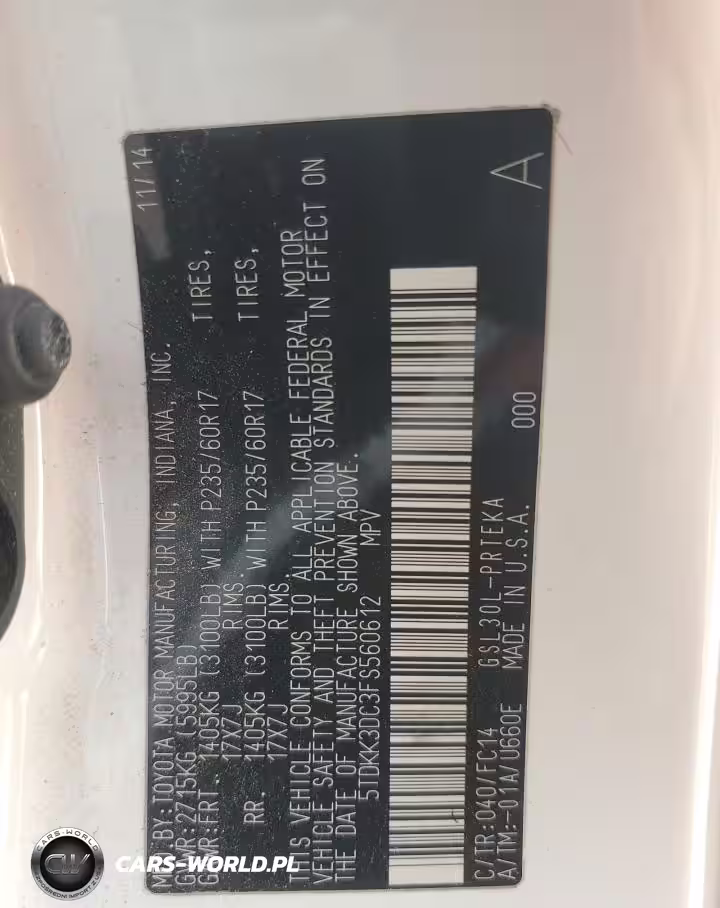 MFD.BY:TOYOTA MOTOR MANUFACTURING, INDIANA, INC. 11/14
GVWR:2715KG (5995LB)
GAWR:FRT. 1405KG (3100LB) WITH P235/60R17 TIRES,
17X7J RIMS.
RR. 1405KG (3100LB) WITH P235/60R17 TIRES,
17X7J RIMS.
THIS VEHICLE CONFORMS TO ALL APPLICABLE FEDERAL MOTOR
VEHICLE SAFETY AND THEFT PREVENTION STANDARDS IN EFFECT ON
THE DATE OF MANUFACTURE SHOWN ABOVE.
5TDKK3DC3FS560612 MPV
A
C/TR:040/FC14 GSL30L-PRTEKA
A/TM:-01A/U660E MADE IN U.S.A. 000
CARS-WORLD.PL
CARS-WORLD
CW